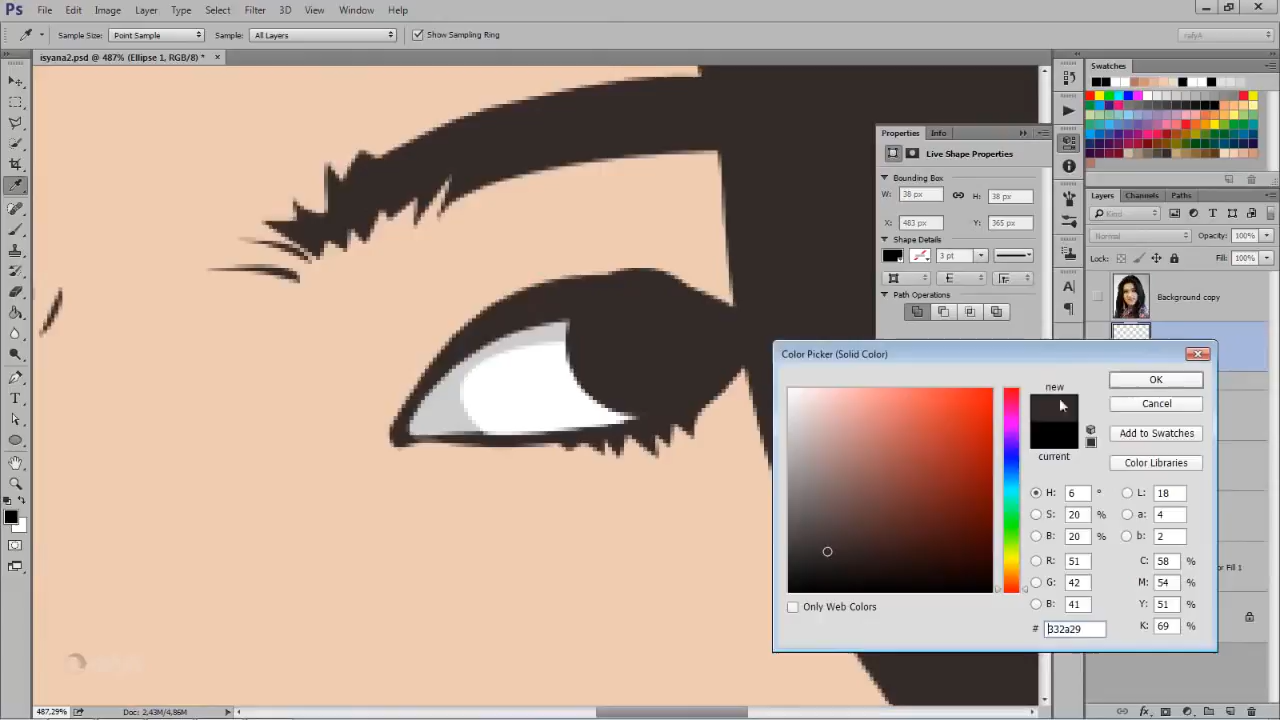 Ps File Edit Image Layer Type Select Filter 3D View Window Help
Sample Size: Point Sample Sample: All Layers Show Sampling Ring rafyA
isyana2.psd @ 487% (Ellipse 1, RGB/8) * ×
Swatches
Properties Info
Live Shape Properties
Bounding Box
W: 38 px H: 38 px
X: 483 px Y: 365 px
Shape Details
3 pt
Path Operations
Layers Channels Paths
Kind
Normal Opacity: 100%
Lock: Fill: 100%
Background copy
or Fill 1
Color Picker (Solid Color)
new
current
OK
Cancel
Add to Swatches
Color Libraries
H: 6 ° L: 18
S: 20 % a: 4
B: 20 % b: 2
R: 51 C: 58 %
G: 42 M: 54 %
B: 41 Y: 51 %
# 332a29 K: 69 %
Only Web Colors
487.29% Doc: 2.43M/4.86M